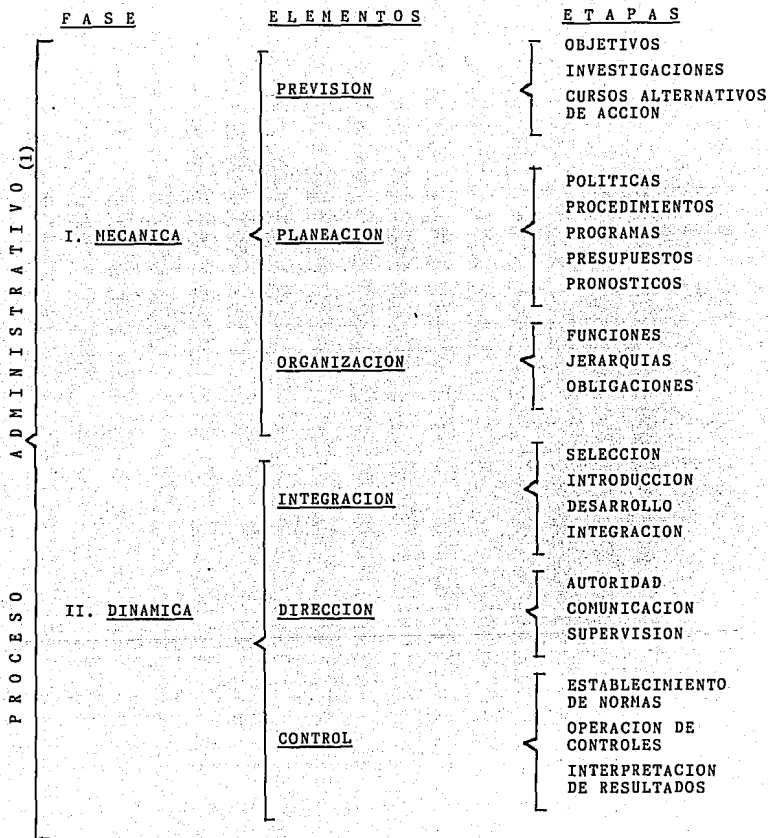 F A S E
E L E M E N T O S
E T A P A S
PROCESO ADMINISTRATIVO (1)
I. MECANICA
PREVISION
OBJETIVOS
INVESTIGACIONES
CURSOS ALTERNATIVOS
DE ACCION
PLANEACION
POLITICAS
PROCEDIMIENTOS
PROGRAMAS
PRESUPUESTOS
PRONOSTICOS
ORGANIZACION
FUNCIONES
JERARQUIAS
OBLIGACIONES
II. DINAMICA
INTEGRACION
SELECCION
INTRODUCCION
DESARROLLO
INTEGRACION
DIRECCION
AUTORIDAD
COMUNICACION
SUPERVISION
CONTROL
ESTABLECIMIENTO
DE NORMAS
OPERACION DE
CONTROLES
INTERPRETACION
DE RESULTADOS